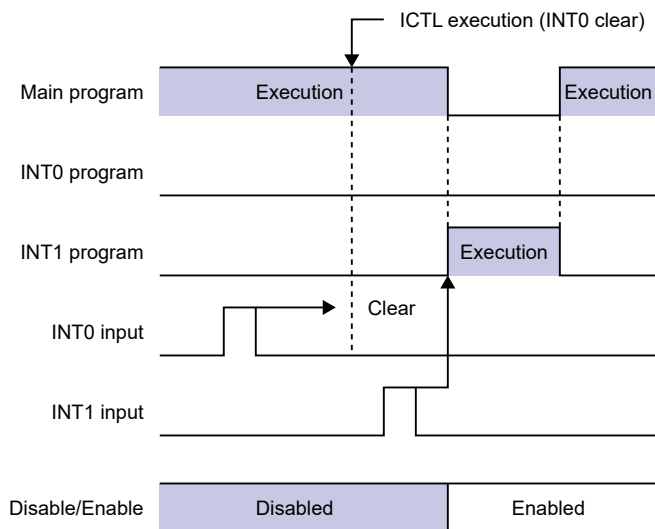 ICTL execution (INT0 clear)
Main program
Execution
Execution
INT0 program
INT1 program
Execution
Clear
INT0 input
INT1 input
Disable/Enable
Disabled
Enabled